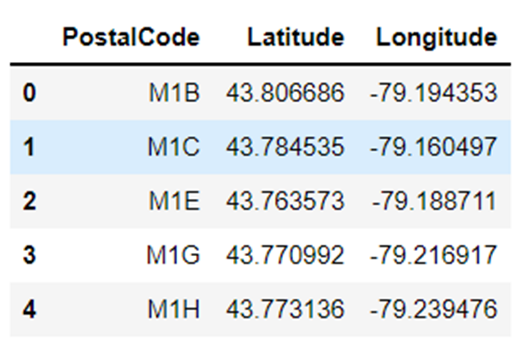 PostalCode Latitude Longitude
0 M1B 43.806686 -79.194353
1 M1C 43.784535 -79.160497
2 M1E 43.763573 -79.188711
3 M1G 43.770992 -79.216917
4 M1H 43.773136 -79.239476